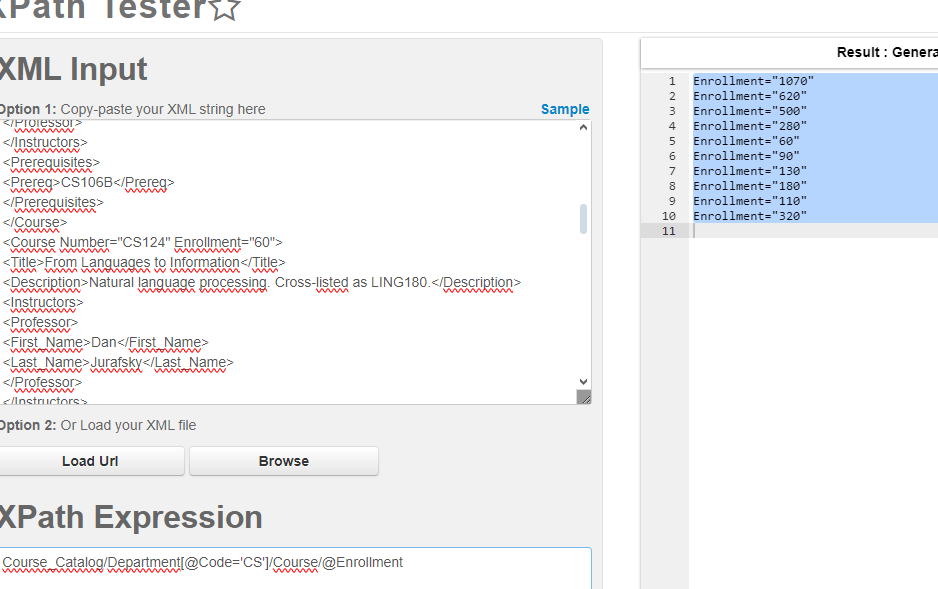 XPath Tester☆
XML Input
Option 1: Copy-paste your XML string here
Sample
</Professor>
</Instructors>
<Prerequisites>
<Prereq>CS106B</Prereq>
</Prerequisites>
</Course>
<Course Number="CS124" Enrollment="60">
<Title>From Languages to Information</Title>
<Description>Natural language processing. Cross-listed as LING180.</Description>
<Instructors>
<Professor>
<First_Name>Dan</First_Name>
<Last_Name>Jurafsky</Last_Name>
</Professor>
</Instructors>
Option 2: Or Load your XML file
Load Url
Browse
XPath Expression
Course_Catalog/Department[@Code='CS']/Course/@Enrollment
Result : Genera
1 Enrollment="1070"
2 Enrollment="620"
3 Enrollment="500"
4 Enrollment="280"
5 Enrollment="60"
6 Enrollment="90"
7 Enrollment="130"
8 Enrollment="180"
9 Enrollment="110"
10 Enrollment="320"
11